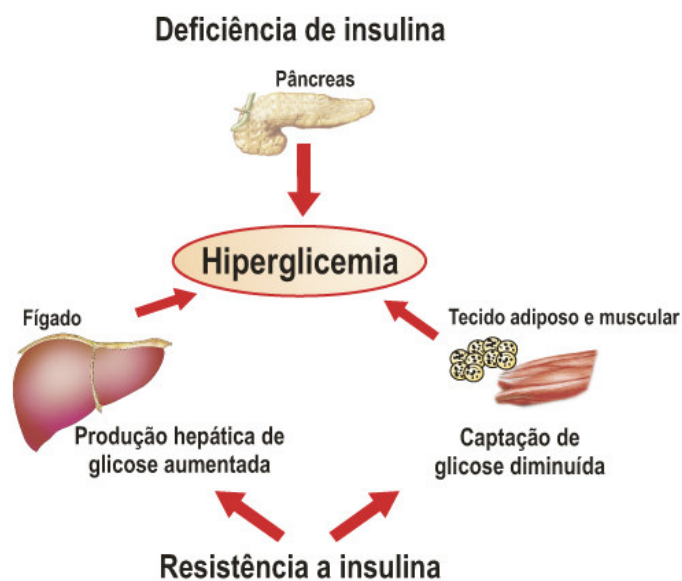 Deficiência de insulina
Pâncreas
Hiperglicemia
Fígado
Tecido adiposo e muscular
Produção hepática de
glicose aumentada
Captação de
glicose diminuída
Resistência a insulina